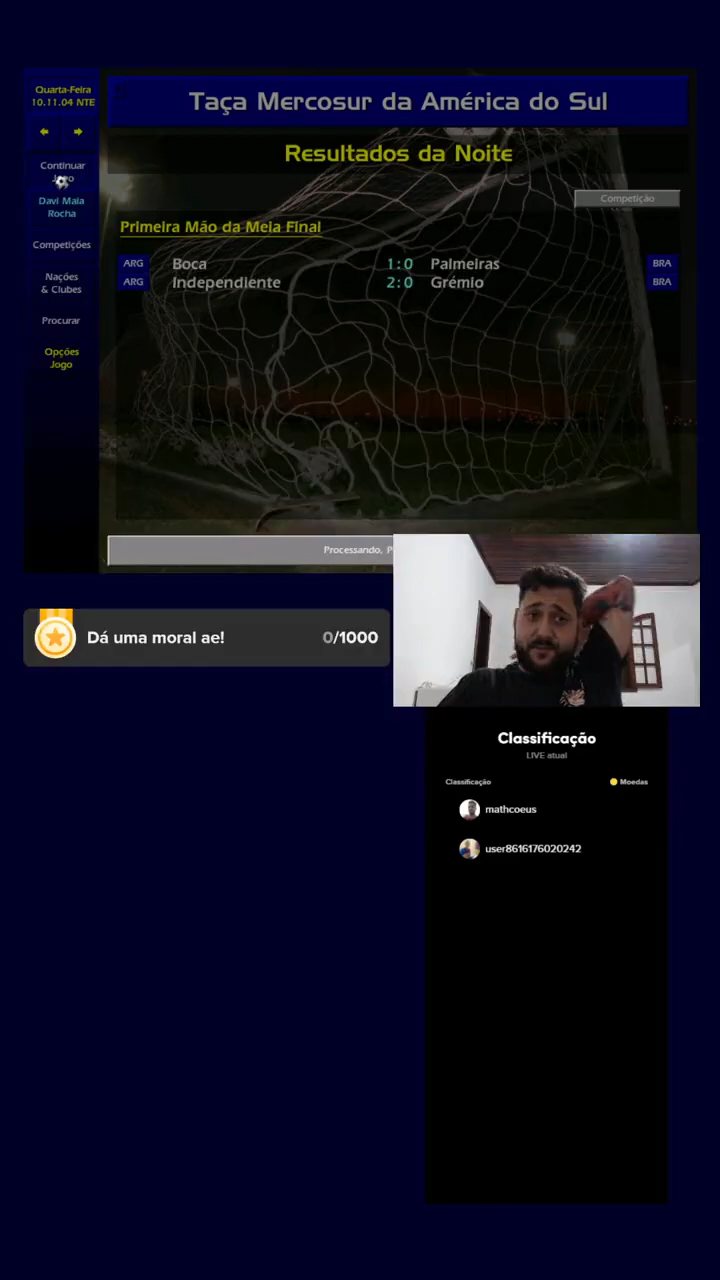 Quarta-Feira
10.11.04 NTE
Continuar
Jogo
Davi Maia
Rocha
Competições
Nações
& Clubes
Procurar
Opções
Jogo
Taça Mercosur da América do Sul
Resultados da Noite
Competição
Primeira Mão da Meia Final
ARG Boca 1:0 Palmeiras BRA
ARG Independiente 2:0 Grémio BRA
Processando, P
Dá uma moral ae! 0/1000
Classificação
LIVE atual
Classificação Moedas
mathcoeus
user8616176020242